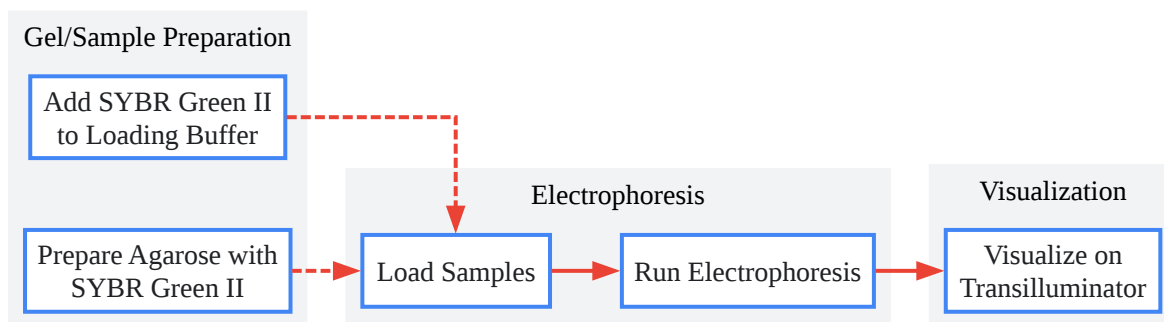 Gel/Sample Preparation
Add SYBR Green II
to Loading Buffer
Prepare Agarose with
SYBR Green II
Electrophoresis
Load Samples
Run Electrophoresis
Visualization
Visualize on
Transilluminator